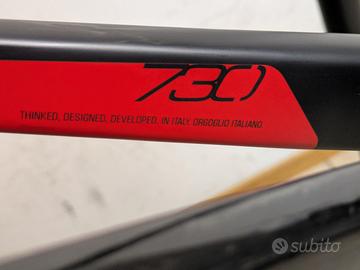 730
THINKED, DESIGNED, DEVELOPED, IN ITALY. ORGOGLIO ITALIANO.
subito